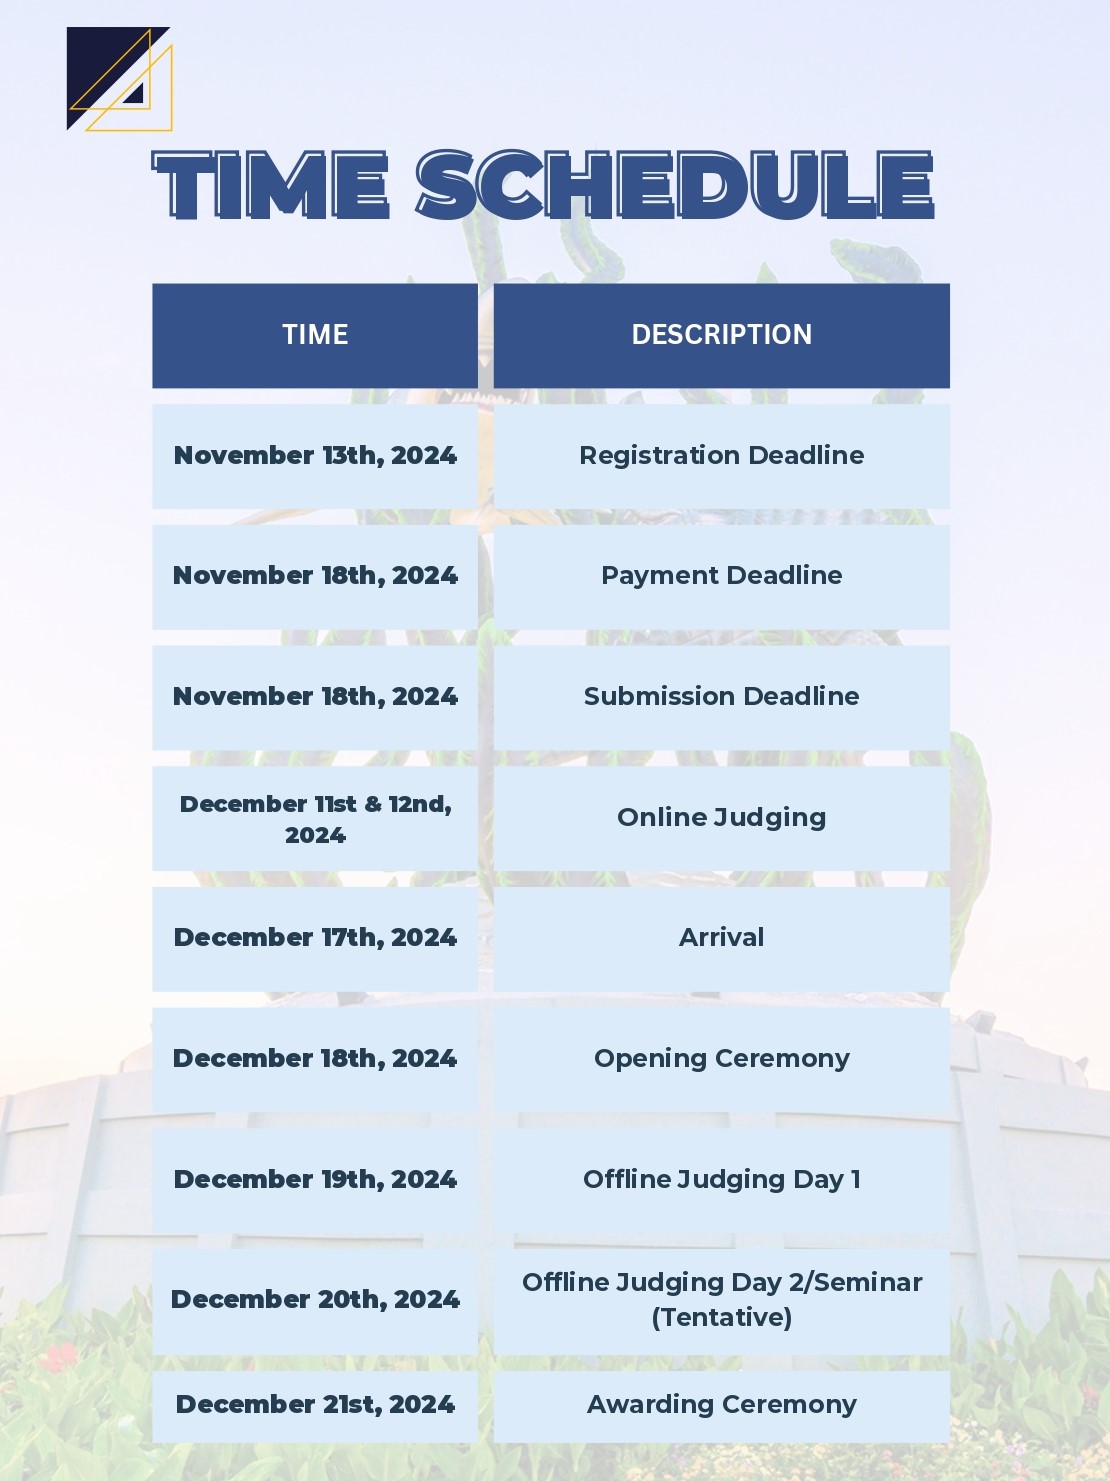 TIME SCHEDULE
TIME
DESCRIPTION
November 13th, 2024
Registration Deadline
November 18th, 2024
Payment Deadline
November 18th, 2024
Submission Deadline
December 11st & 12nd,
2024
Online Judging
December 17th, 2024
Arrival
December 18th, 2024
Opening Ceremony
December 19th, 2024
Offline Judging Day 1
December 20th, 2024
Offline Judging Day 2/Seminar
(Tentative)
December 21st, 2024
Awarding Ceremony